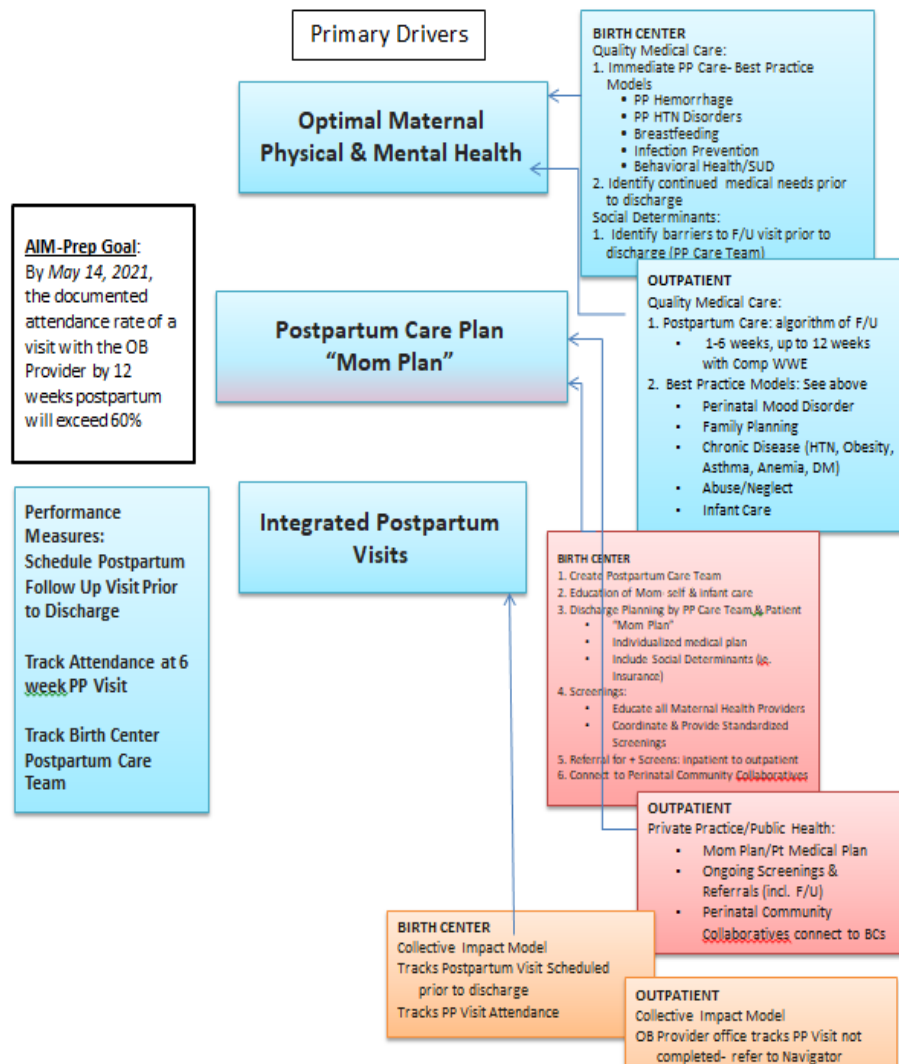 Primary Drivers
Optimal Maternal
Physical & Mental Health
BIRTH CENTER
Quality Medical Care:
1. Immediate PP Care- Best Practice
Models
▪ PP Hemorrhage
▪ PP HTN Disorders
▪ Breastfeeding
▪ Infection Prevention
▪ Behavioral Health/SUD
2. Identify continued medical needs prior
to discharge
Social Determinants:
1. Identify barriers to F/U visit prior to
discharge (PP Care Team)
AIM-Prep Goal:
By May 14, 2021,
the documented
attendance rate of a
visit with the OB
Provider by 12
weeks postpartum
will exceed 60%
Postpartum Care Plan
“Mom Plan”
OUTPATIENT
Quality Medical Care:
1. Postpartum Care: algorithm of F/U
• 1-6 weeks, up to 12 weeks
with Comp WWE
2. Best Practice Models: See above
• Perinatal Mood Disorder
• Family Planning
• Chronic Disease (HTN, Obesity,
Asthma, Anemia, DM)
• Abuse/Neglect
• Infant Care
Performance
Measures:
Schedule Postpartum
Follow Up Visit Prior
to Discharge
Track Attendance at 6
week PP Visit
Track Birth Center
Postpartum Care
Team
Integrated Postpartum
Visits
BIRTH CENTER
1. Create Postpartum Care Team
2. Education of Mom- self & infant care
3. Discharge Planning by PP Care Team & Patient
• “Mom Plan”
• Individualized medical plan
• Include Social Determinants (ie.
Insurance)
4. Screenings:
• Educate all Maternal Health Providers
• Coordinate & Provide Standardized
Screenings
5. Referral for + Screens: inpatient to outpatient
6. Connect to Perinatal Community Collaboratives
OUTPATIENT
Private Practice/Public Health:
• Mom Plan/Pt Medical Plan
• Ongoing Screenings &
Referrals (incl. F/U)
• Perinatal Community
Collaboratives connect to BCs
BIRTH CENTER
Collective Impact Model
Tracks Postpartum Visit Scheduled
prior to discharge
Tracks PP Visit Attendance
OUTPATIENT
Collective Impact Model
OB Provider office tracks PP Visit not
completed- refer to Navigator